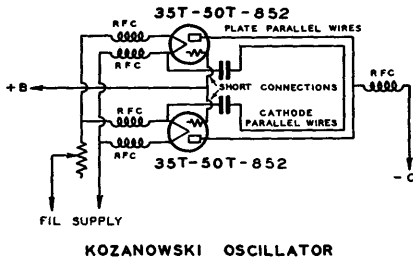 35T-50T-852
RFC
PLATE PARALLEL WIRES
RFC
RFC
+B
SHORT CONNECTIONS
RFC
CATHODE
PARALLEL WIRES
RFC
35T-50T-852
-C
FIL SUPPLY
KOZANOWSKI OSCILLATOR